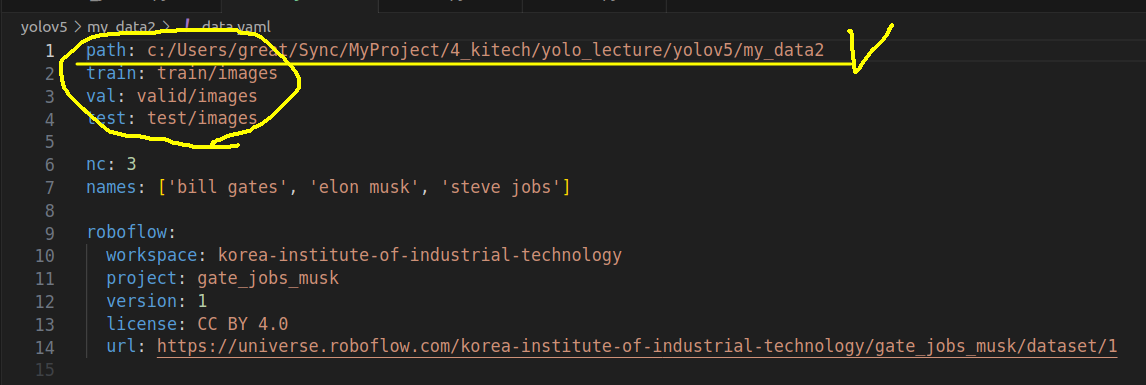 yolov5 > my_data2 > ! data.yaml
1 path: c:/Users/great/Sync/MyProject/4_kitech/yolo_lecture/yolov5/my_data2
2 train: train/images
3 val: valid/images
4 test: test/images
5
6 nc: 3
7 names: ['bill gates', 'elon musk', 'steve jobs']
8
9 roboflow:
10 workspace: korea-institute-of-industrial-technology
11 project: gate_jobs_musk
12 version: 1
13 license: CC BY 4.0
14 url: https://universe.roboflow.com/korea-institute-of-industrial-technology/gate_jobs_musk/dataset/1
15